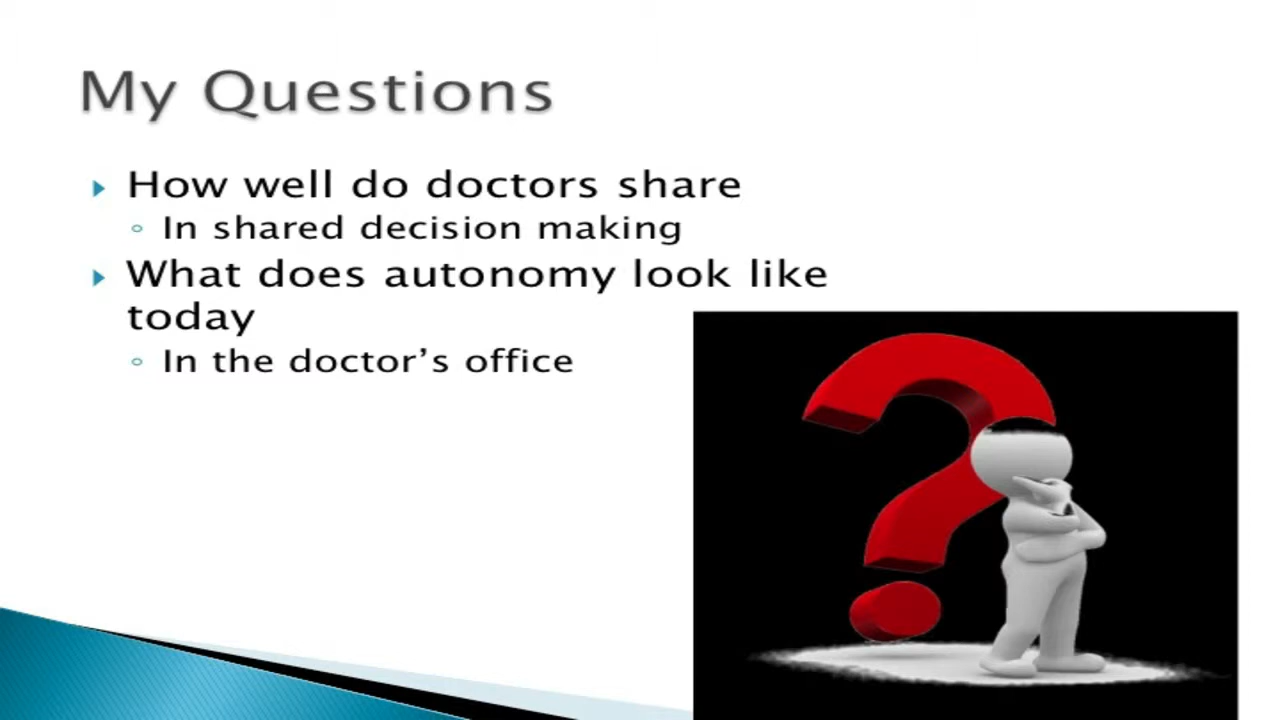 My Questions
How well do doctors share
In shared decision making
What does autonomy look like
today
In the doctor’s office